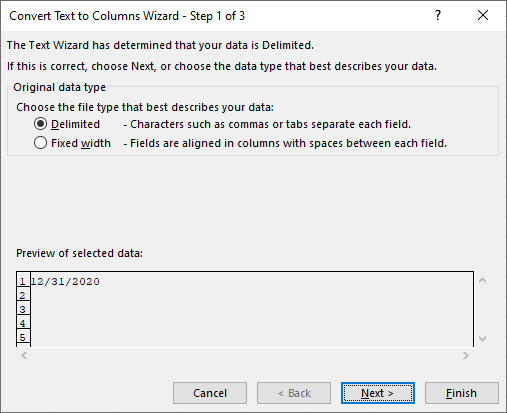 Convert Text to Columns Wizard - Step 1 of 3 ? ×
The Text Wizard has determined that your data is Delimited.
If this is correct, choose Next, or choose the data type that best describes your data.
Original data type
Choose the file type that best describes your data:
Delimited - Characters such as commas or tabs separate each field.
Fixed width - Fields are aligned in columns with spaces between each field.
Preview of selected data:
1 12/31/2020
2
3
4
5
Cancel < Back Next > Finish